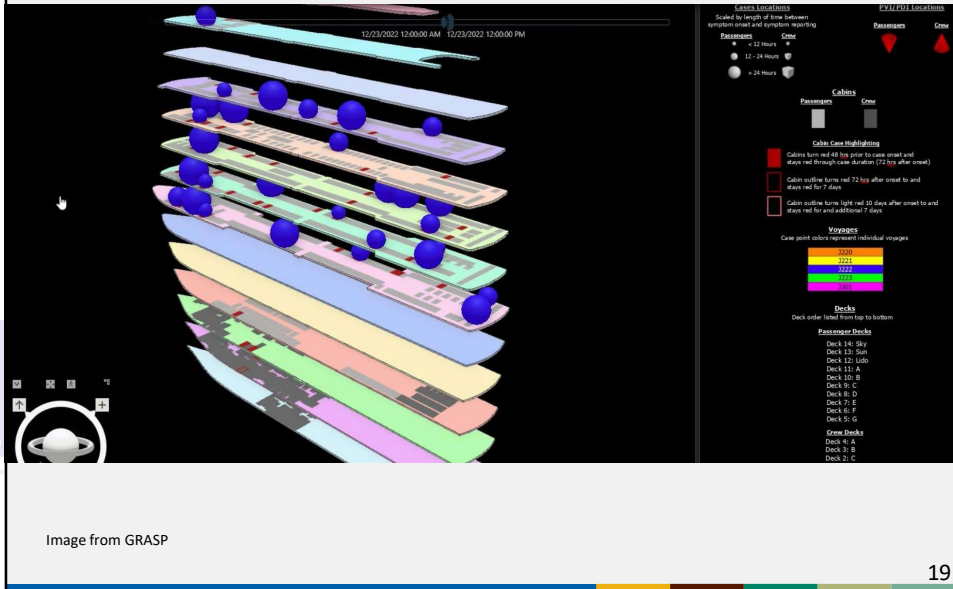 12/23/2022 12:00:00 AM 12/23/2022 12:00:00 PM
Cases Locations
Scaled by length of time between
symptom onset and symptom reporting
Passengers Crew
< 12 Hours
12 - 24 Hours
> 24 Hours
PVI/PDI Locations
Passengers Crew
Cabins
Passengers Crew
Cabin Case Highlighting
Cabins turn red 48 hrs prior to case onset and
stays red through case duration (72 hrs after onset)
Cabin outline turns red 72 hrs after onset to and
stays red for 7 days
Cabin outline turns light red 10 days after onset to and
stays red for and additional 7 days
Voyages
Case point colors represent individual voyages
J220
J221
J222
J223
J301
Decks
Deck order listed from top to bottom
Passenger Decks
Deck 14: Sky
Deck 13: Sun
Deck 12: Lido
Deck 11: A
Deck 10: B
Deck 9: C
Deck 8: D
Deck 7: E
Deck 6: F
Deck 5: G
Crew Decks
Deck 4: A
Deck 3: B
Deck 2: C
Image from GRASP
19